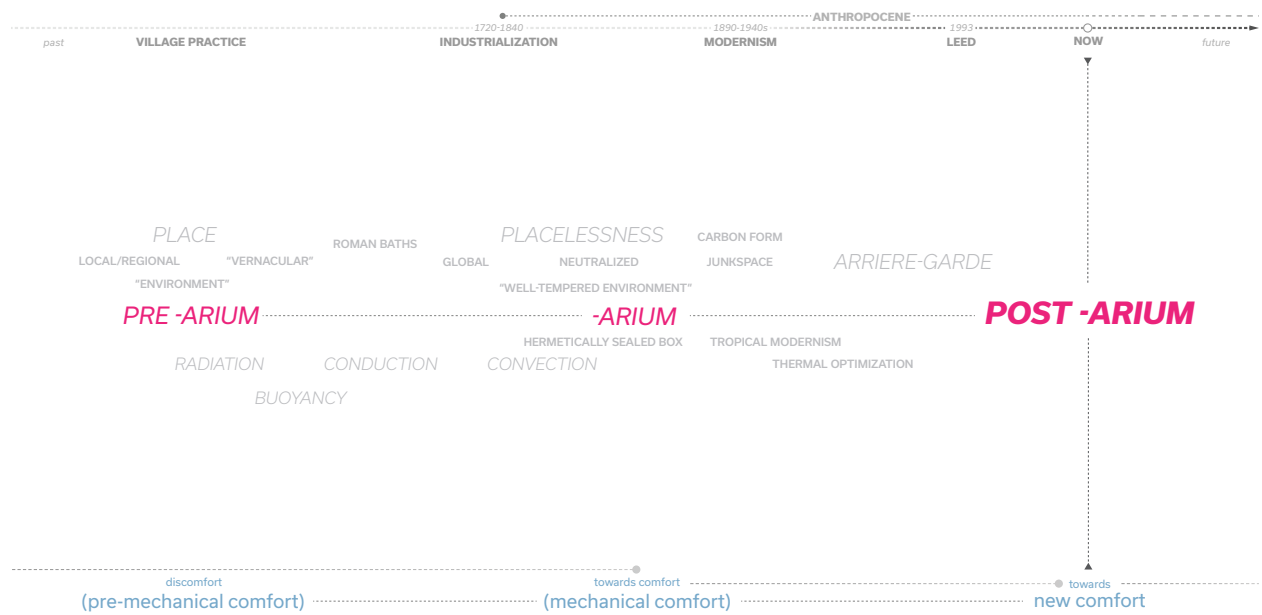 ANTHROPOCENE
1720-1840 1890-1940s 1993
past VILLAGE PRACTICE INDUSTRIALIZATION MODERNISM LEED NOW future
PLACE ROMAN BATHS PLACELESSNESS CARBON FORM
LOCAL/REGIONAL "VERNACULAR" GLOBAL NEUTRALIZED JUNKSPACE ARRIERE-GARDE
"ENVIRONMENT" "WELL-TEMPERED ENVIRONMENT"
PRE -ARIUM -ARIUM POST -ARIUM
HERMETICALLY SEALED BOX TROPICAL MODERNISM
RADIATION CONDUCTION CONVECTION THERMAL OPTIMIZATION
BUOYANCY
discomfort towards comfort towards
(pre-mechanical comfort) (mechanical comfort) new comfort